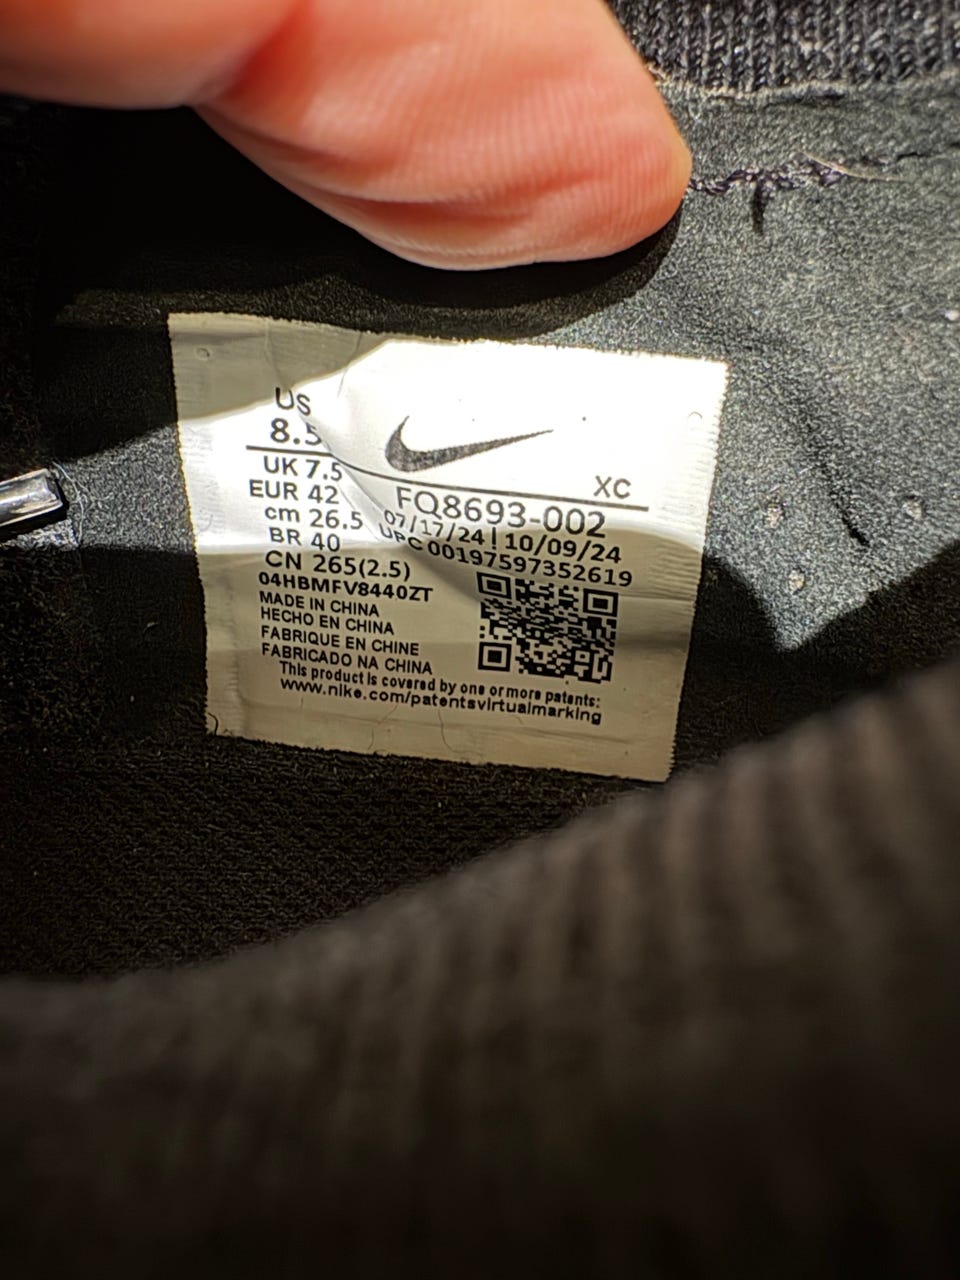 US
8.5
UK 7.5
EUR 42
cm 26.5
BR 40
CN 265(2.5)
04HBMFV8440ZT
MADE IN CHINA
HECHO EN CHINA
FABRIQUE EN CHINE
FABRICADO NA CHINA
XC
FQ8693-002
07/17/24 | 10/09/24
UPC 00197597352619
This product is covered by one or more patents:
www.nike.com/patentsvirtualmarking